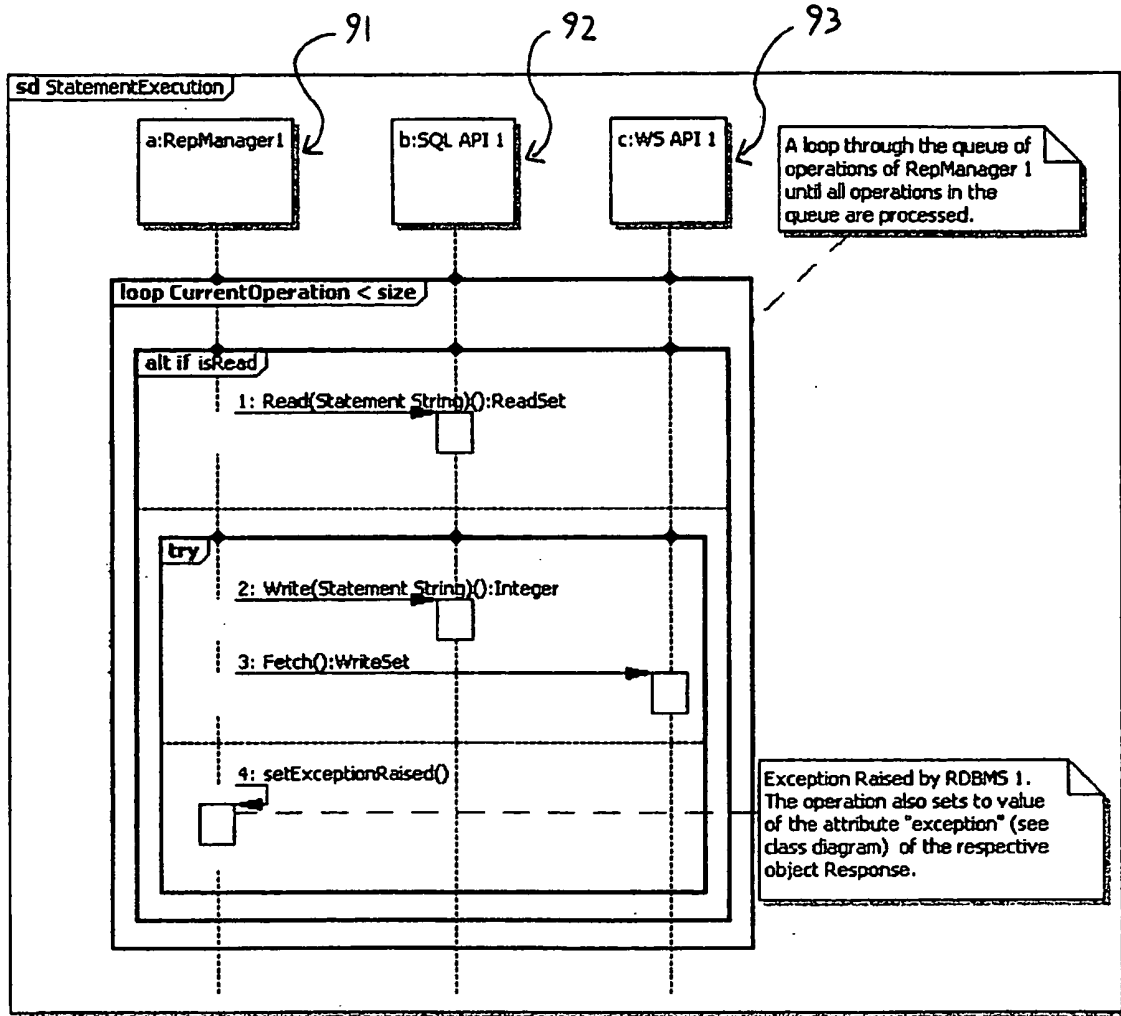 91
92
93
sd StatementExecution
a:RepManager1
b:SQL API 1
c:WS API 1
A loop through the queue of
operations of RepManager 1
until all operations in the
queue are processed.
loop CurrentOperation < size
alt if isRead
1: Read(Statement String)():ReadSet
try
2: Write(Statement String)():Integer
3: Fetch():WriteSet
4: setExceptionRaised()
Exception Raised by RDBMS 1.
The operation also sets to value
of the attribute "exception" (see
class diagram) of the respective
object Response.